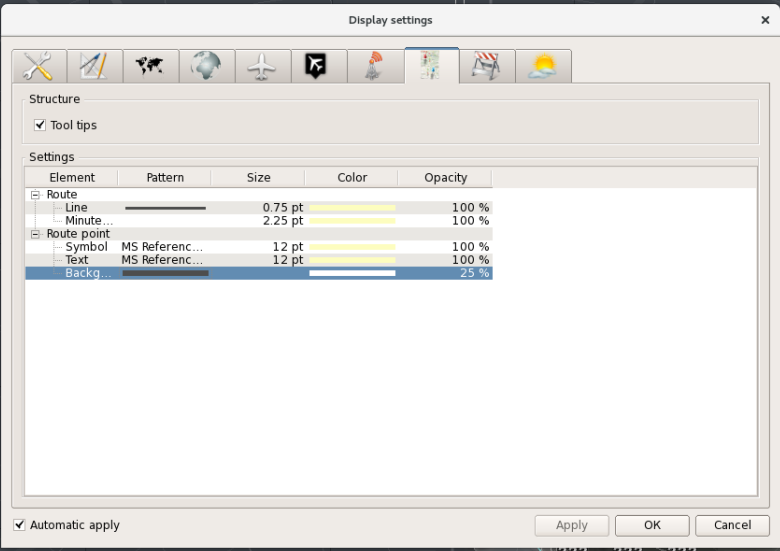 Display settings
Structure
Tool tips
Settings
Element Pattern Size Color Opacity
Route
Line 0.75 pt 100 %
Minute... 2.25 pt 100 %
Route point
Symbol MS Referenc... 12 pt 100 %
Text MS Referenc... 12 pt 100 %
Backg... 25 %
Automatic apply Apply OK Cancel